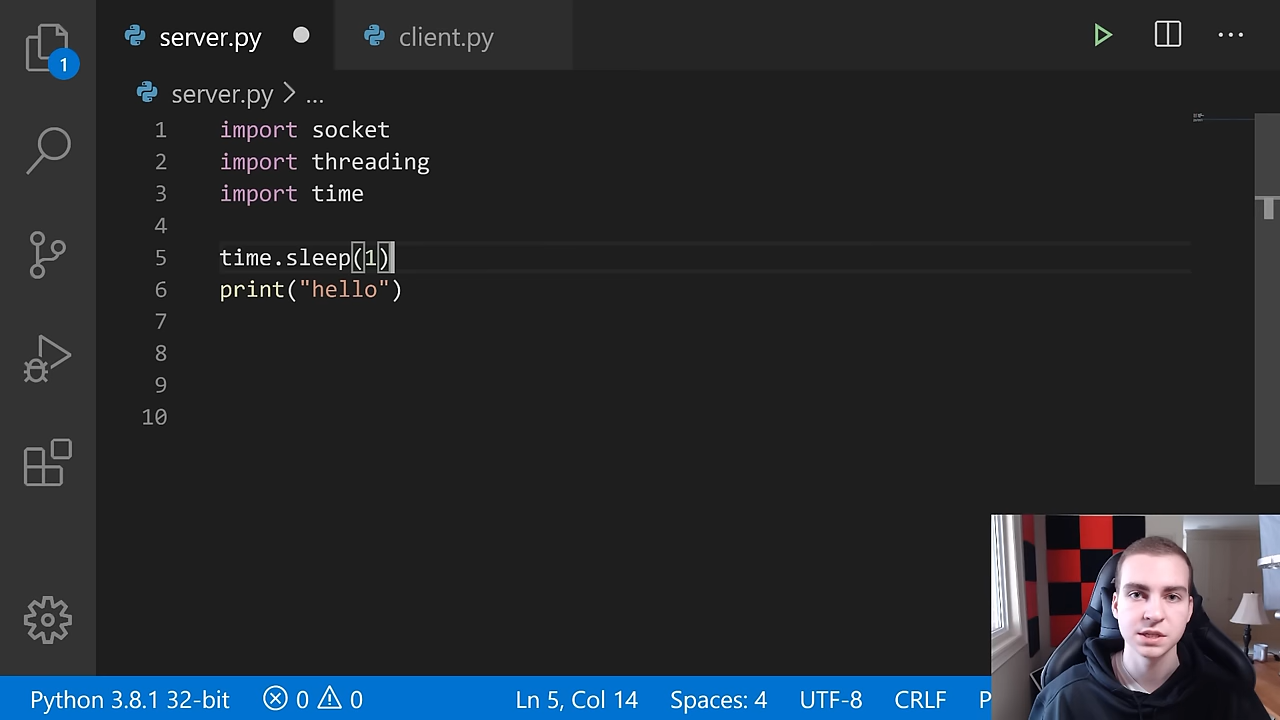 server.py
client.py
1
server.py > ...
1 import socket
2 import threading
3 import time
4
5 time.sleep(1)
6 print("hello")
7
8
9
10
Python 3.8.1 32-bit 0 0 Ln 5, Col 14 Spaces: 4 UTF-8 CRLF P